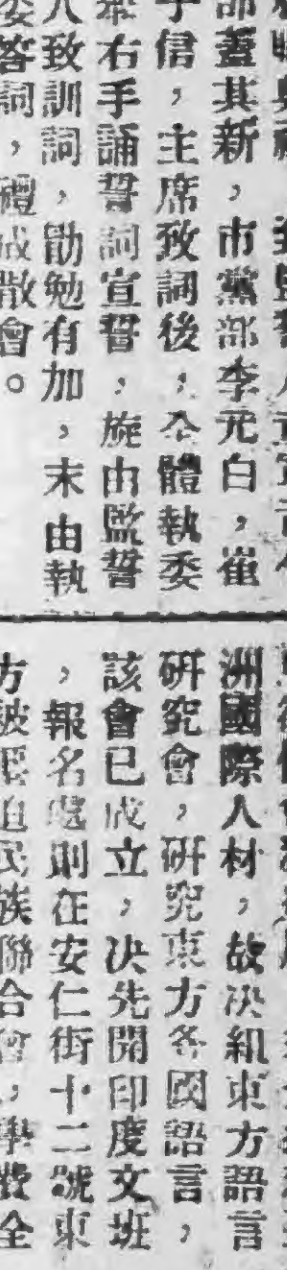 部蓋其新，市黨部李元白，崔
子信，主席致詞後，全體執委
舉右手誦誓詞宣誓，旋由監誓
人致訓詞，勖勉有加，末由執
委答詞，禮成散會。
洲國際人材，故決組東方語言
研究會，研究東方各國語言，
該會已成立，決先開印度文班
，報名處則在安仁街十二號東
方被壓迫民族聯合會，學費全